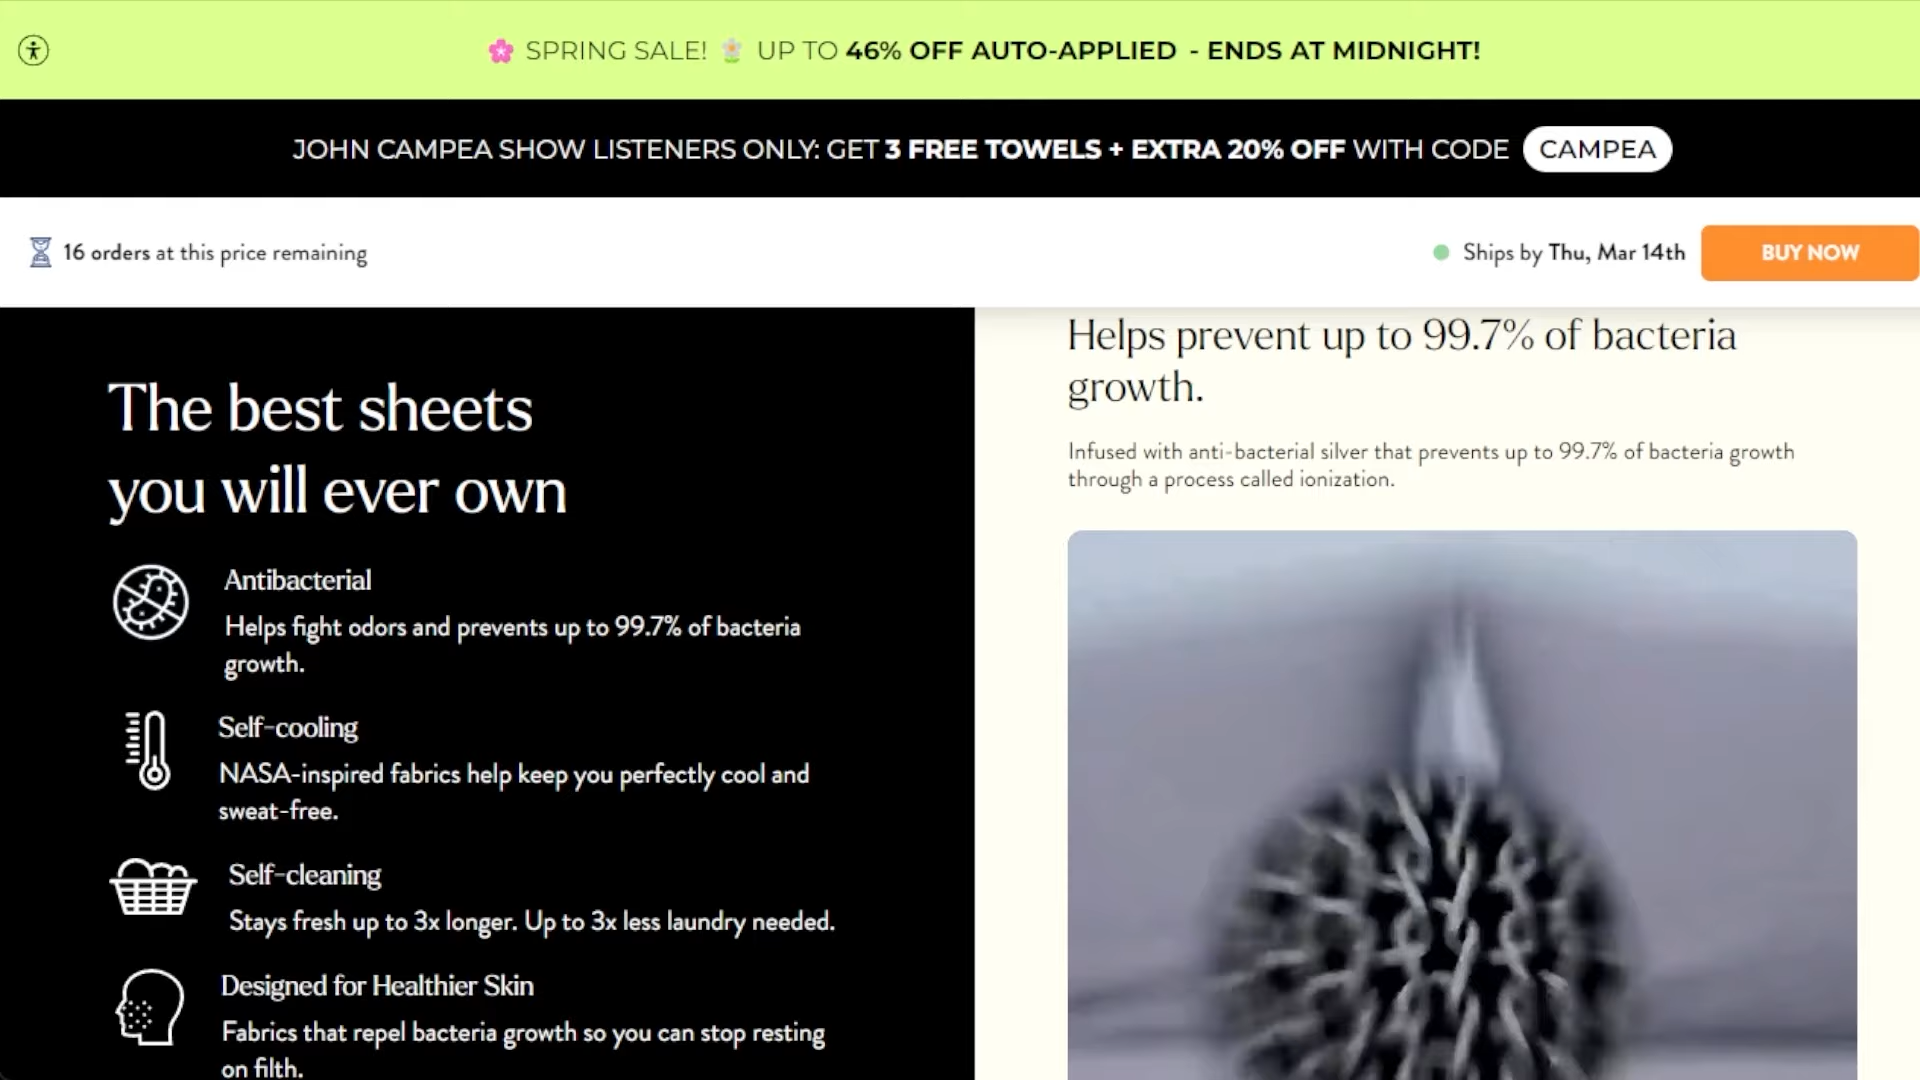 SPRING SALE! UP TO 46% OFF AUTO-APPLIED - ENDS AT MIDNIGHT!
JOHN CAMPEA SHOW LISTENERS ONLY: GET 3 FREE TOWELS + EXTRA 20% OFF WITH CODE CAMPEA
16 orders at this price remaining
Ships by Thu, Mar 14th
BUY NOW
The best sheets
you will ever own
Antibacterial
Helps fight odors and prevents up to 99.7% of bacteria
growth.
Self-cooling
NASA-inspired fabrics help keep you perfectly cool and
sweat-free.
Self-cleaning
Stays fresh up to 3x longer. Up to 3x less laundry needed.
Designed for Healthier Skin
Fabrics that repel bacteria growth so you can stop resting
on filth.
Helps prevent up to 99.7% of bacteria
growth.
Infused with anti-bacterial silver that prevents up to 99.7% of bacteria growth
through a process called ionization.